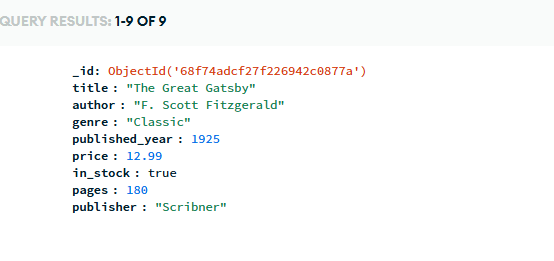 QUERY RESULTS: 1-9 OF 9
_id: ObjectId('68f74adcf27f226942c0877a')
title : "The Great Gatsby"
author : "F. Scott Fitzgerald"
genre : "Classic"
published_year : 1925
price : 12.99
in_stock : true
pages : 180
publisher : "Scribner"